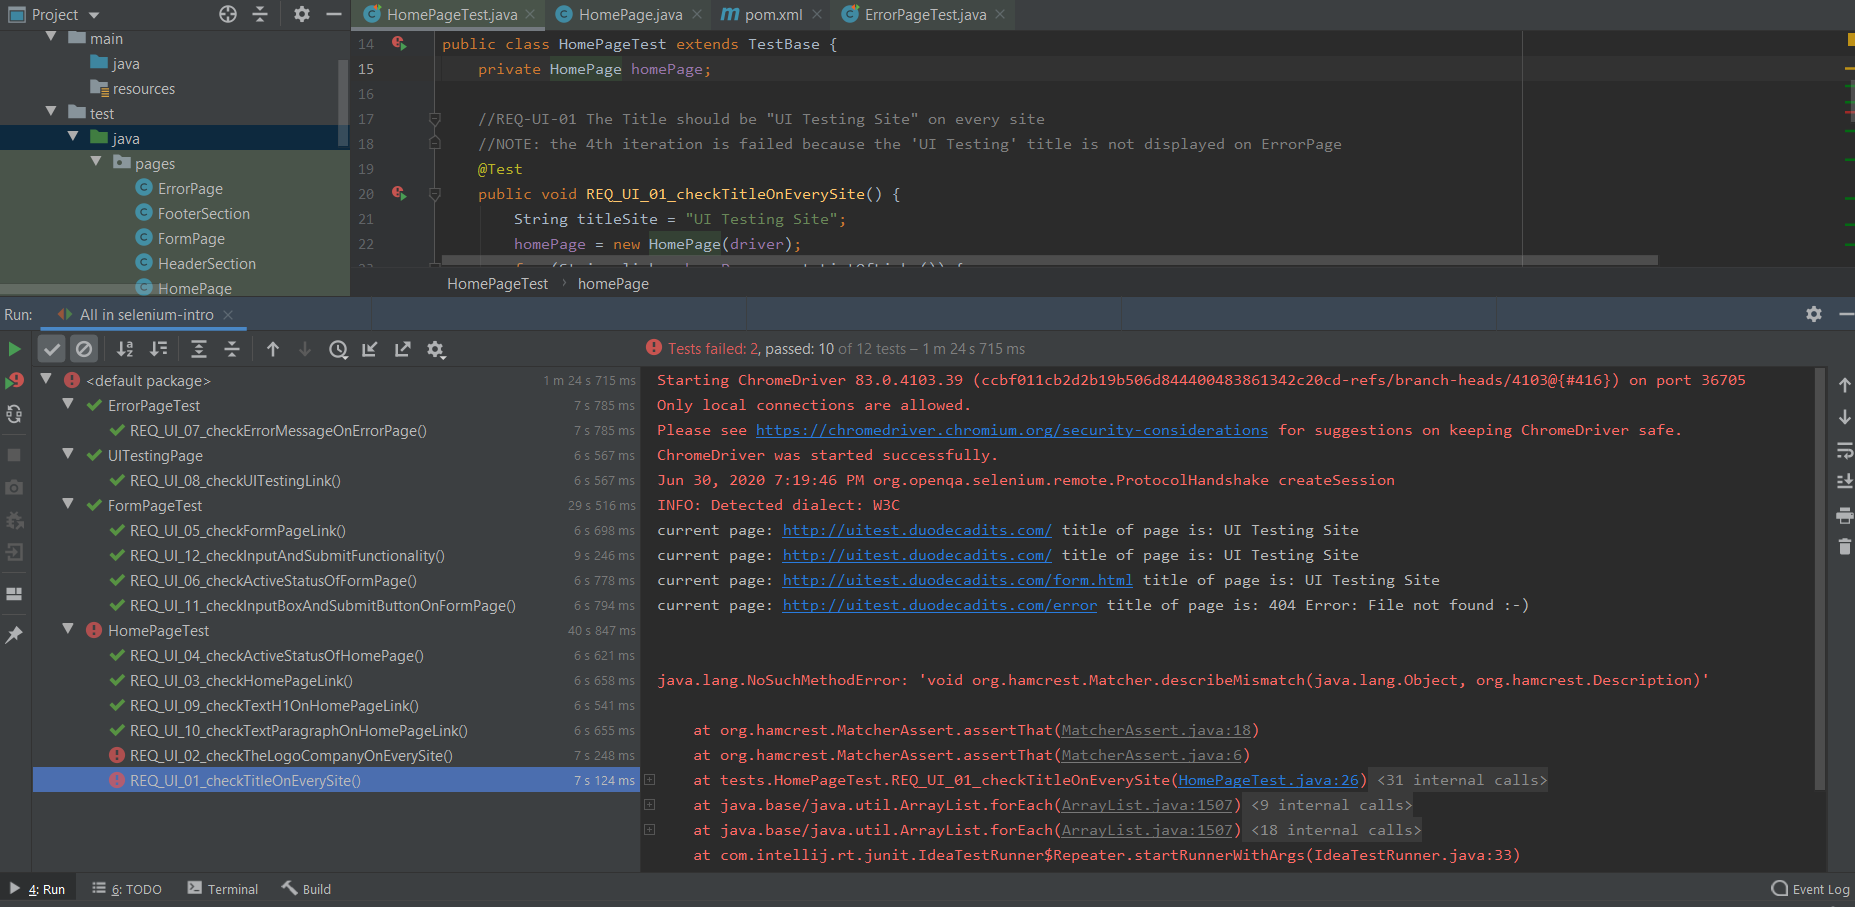 Project
HomePageTest.java
HomePage.java
pom.xml
ErrorPageTest.java
main
java
resources
test
java
pages
ErrorPage
FooterSection
FormPage
HeaderSection
HomePage
14 public class HomePageTest extends TestBase {
15 private HomePage homePage;
16
17 //REQ-UI-01 The Title should be "UI Testing Site" on every site
18 //NOTE: the 4th iteration is failed because the 'UI Testing' title is not displayed on ErrorPage
19 @Test
20 public void REQ_UI_01_checkTitleOnEverySite() {
21 String titleSite = "UI Testing Site";
22 homePage = new HomePage(driver);
HomePageTest › homePage
Run: All in selenium-intro
Tests failed: 2, passed: 10 of 12 tests – 1 m 24 s 715 ms
<default package> 1 m 24 s 715 ms
ErrorPageTest 7 s 785 ms
REQ_UI_07_checkErrorMessageOnErrorPage() 7 s 785 ms
UITestingPage 6 s 567 ms
REQ_UI_08_checkUITestingLink() 6 s 567 ms
FormPageTest 29 s 516 ms
REQ_UI_05_checkFormPageLink() 6 s 698 ms
REQ_UI_12_checkInputAndSubmitFunctionality() 9 s 246 ms
REQ_UI_06_checkActiveStatusOfFormPage() 6 s 778 ms
REQ_UI_11_checkInputBoxAndSubmitButtonOnFormPage() 6 s 794 ms
HomePageTest 40 s 847 ms
REQ_UI_04_checkActiveStatusOfHomePage() 6 s 621 ms
REQ_UI_03_checkHomePageLink() 6 s 658 ms
REQ_UI_09_checkTextH1OnHomePageLink() 6 s 541 ms
REQ_UI_10_checkTextParagraphOnHomePageLink() 6 s 655 ms
REQ_UI_02_checkTheLogoCompanyOnEverySite() 7 s 248 ms
REQ_UI_01_checkTitleOnEverySite() 7 s 124 ms
Starting ChromeDriver 83.0.4103.39 (ccbf011cb2d2b19b506d844400483861342c20cd-refs/branch-heads/4103@{#416}) on port 36705
Only local connections are allowed.
Please see https://chromedriver.chromium.org/security-considerations for suggestions on keeping ChromeDriver safe.
ChromeDriver was started successfully.
Jun 30, 2020 7:19:46 PM org.openqa.selenium.remote.ProtocolHandshake createSession
INFO: Detected dialect: W3C
current page: http://uitest.duodecadits.com/ title of page is: UI Testing Site
current page: http://uitest.duodecadits.com/ title of page is: UI Testing Site
current page: http://uitest.duodecadits.com/form.html title of page is: UI Testing Site
current page: http://uitest.duodecadits.com/error title of page is: 404 Error: File not found :-)
java.lang.NoSuchMethodError: 'void org.hamcrest.Matcher.describeMismatch(java.lang.Object, org.hamcrest.Description)'
at org.hamcrest.MatcherAssert.assertThat(MatcherAssert.java:18)
at org.hamcrest.MatcherAssert.assertThat(MatcherAssert.java:6)
at tests.HomePageTest.REQ_UI_01_checkTitleOnEverySite(HomePageTest.java:26) <31 internal calls>
at java.base/java.util.ArrayList.forEach(ArrayList.java:1507) <9 internal calls>
at java.base/java.util.ArrayList.forEach(ArrayList.java:1507) <18 internal calls>
at com.intellij.rt.junit.IdeaTestRunner$Repeater.startRunnerWithArgs(IdeaTestRunner.java:33)
4: Run
6: TODO
Terminal
Build
Event Log